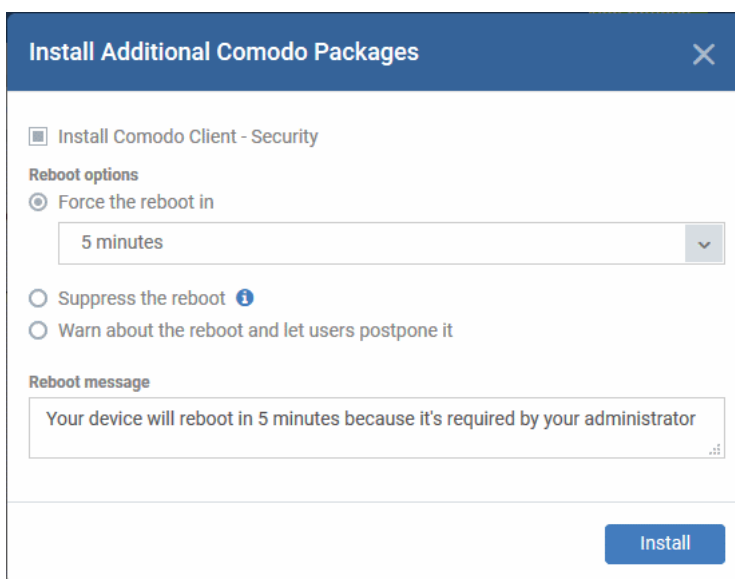 Install Additional Comodo Packages
Install Comodo Client - Security
Reboot options
Force the reboot in
5 minutes
Suppress the reboot
Warn about the reboot and let users postpone it
Reboot message
Your device will reboot in 5 minutes because it's required by your administrator
Install